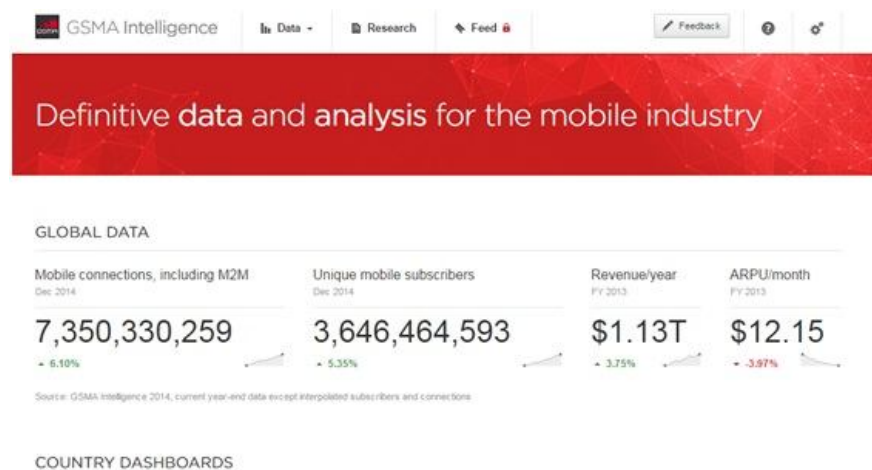 GSMA
GSMA Intelligence
Data
Research
Feed
Feedback
Definitive data and analysis for the mobile industry
GLOBAL DATA
Mobile connections, including M2M
Dec 2014
7,350,330,259
6.10%
Unique mobile subscribers
Dec 2014
3,646,464,593
5.35%
Revenue/year
FY 2013
$1.13T
3.75%
ARPU/month
FY 2013
$12.15
-3.97%
Source: GSMA Intelligence 2014, current year-end data except interpolated subscribers and connections
COUNTRY DASHBOARDS